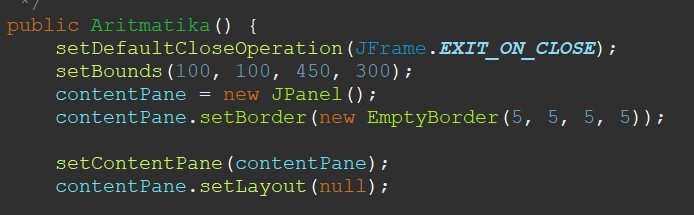 */
public Aritmatika() {
    setDefaultCloseOperation(JFrame.EXIT_ON_CLOSE);
    setBounds(100, 100, 450, 300);
    contentPane = new JPanel();
    contentPane.setBorder(new EmptyBorder(5, 5, 5, 5));

    setContentPane(contentPane);
    contentPane.setLayout(null);